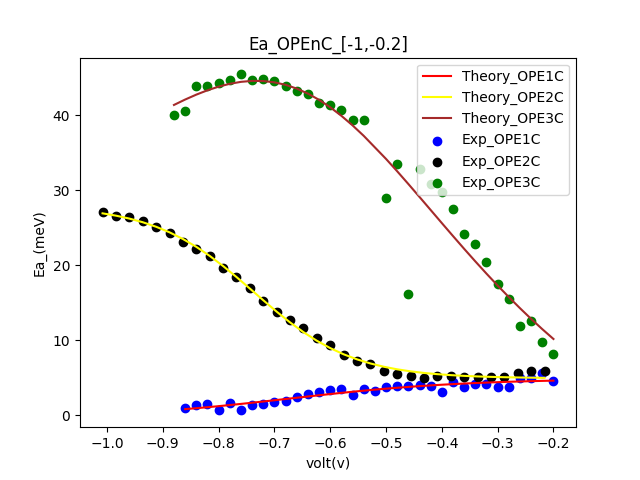 Ea_OPEnC_[-1,-0.2]
Theory_OPE1C
Theory_OPE2C
Theory_OPE3C
Exp_OPE1C
Exp_OPE2C
Exp_OPE3C
Ea_(meV)
40
30
20
10
0
−1.0 −0.9 −0.8 −0.7 −0.6 −0.5 −0.4 −0.3 −0.2
volt(v)